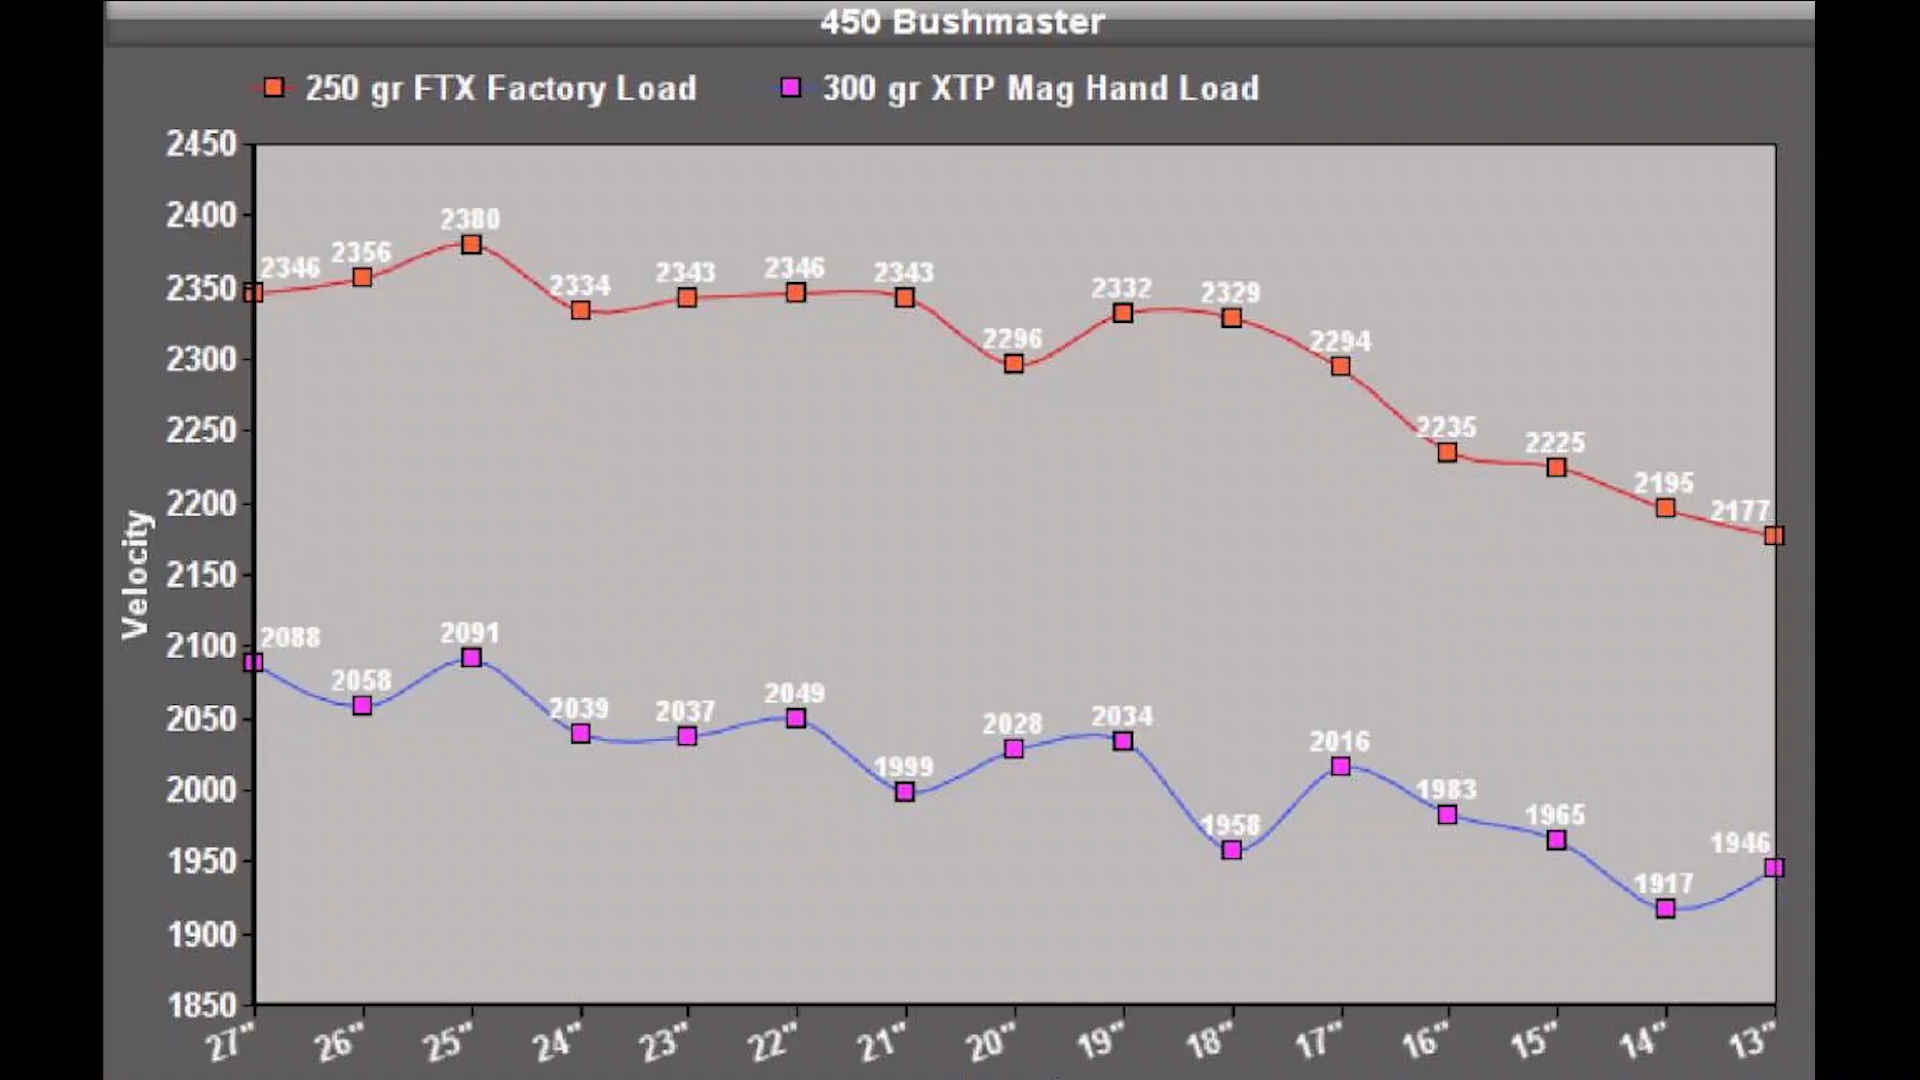 450 Bushmaster
250 gr FTX Factory Load 300 gr XTP Mag Hand Load
Velocity
2450
2400
2350
2300
2250
2200
2150
2100
2050
2000
1950
1900
1850
2346 2356 2380 2334 2343 2346 2343 2296 2332 2329 2294 2235 2225 2195 2177
2088 2058 2091 2039 2037 2049 1999 2028 2034 1958 2016 1983 1965 1917 1946
27" 26" 25" 24" 23" 22" 21" 20" 19" 18" 17" 16" 15" 14" 13"